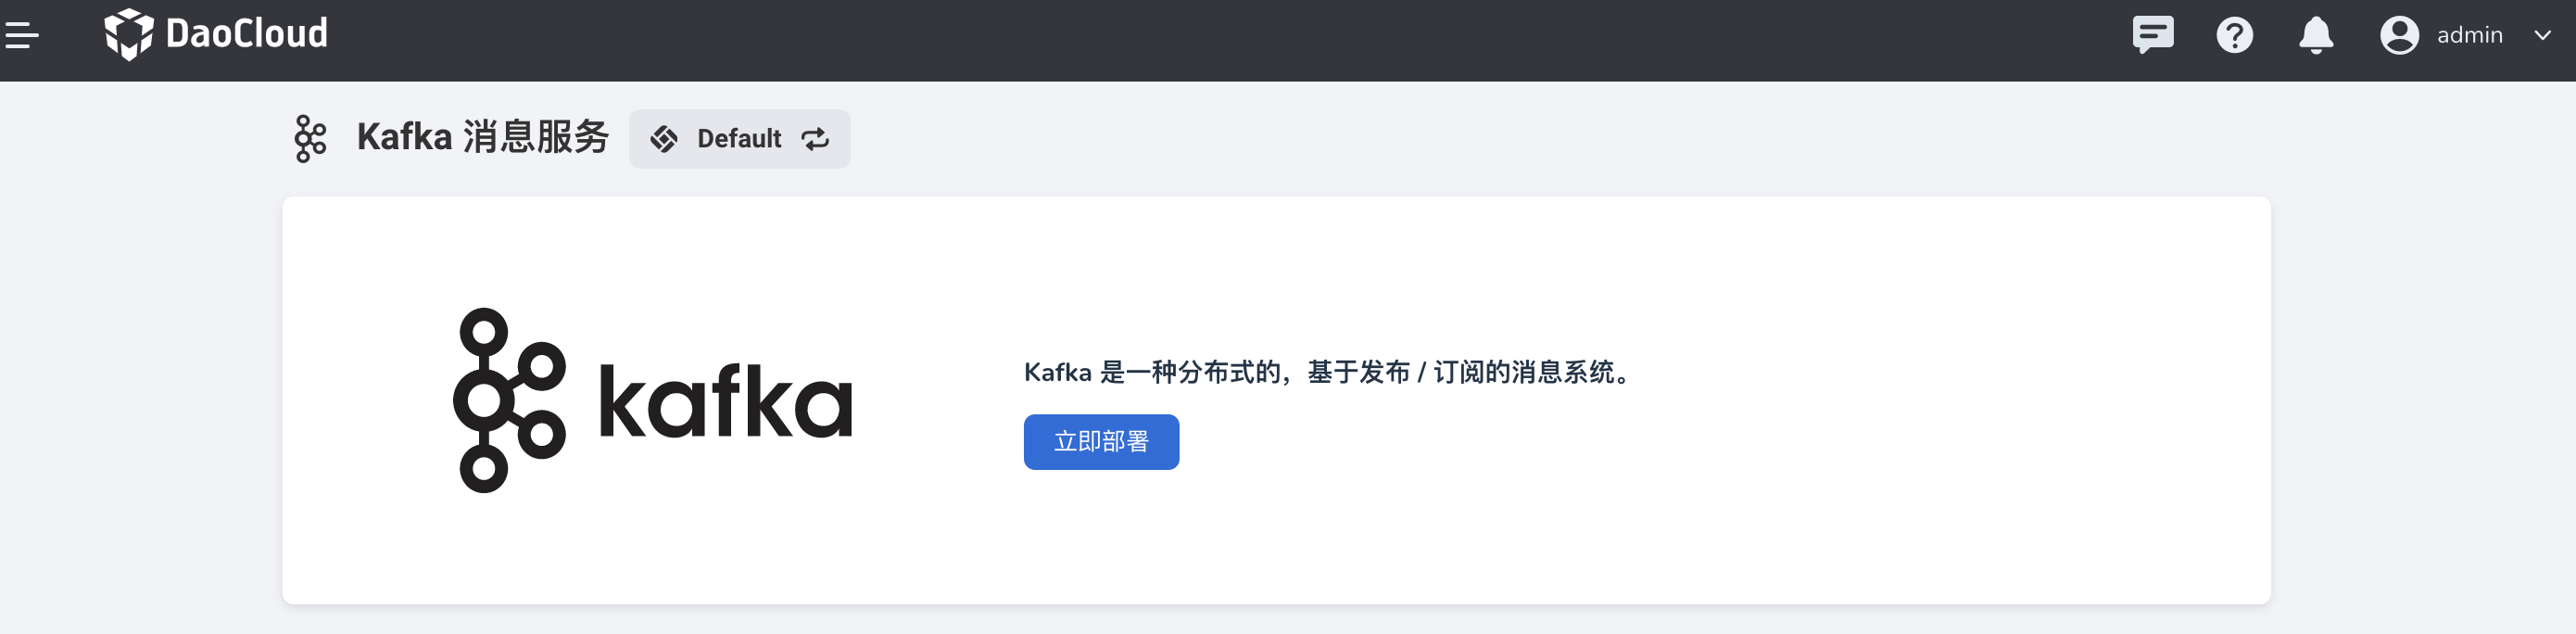 DaoCloud
admin
Kafka 消息服务
Default
kafka
Kafka 是一种分布式的，基于发布 / 订阅的消息系统。
立即部署